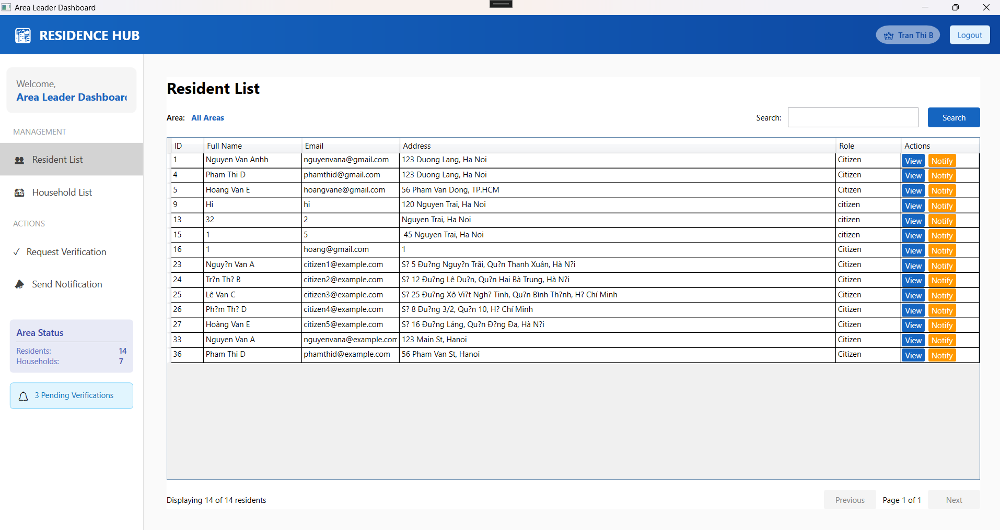 Area Leader Dashboard
RESIDENCE HUB
Tran Thi B
Logout
Welcome,
Area Leader Dashboar
MANAGEMENT
Resident List
Household List
ACTIONS
✓ Request Verification
Send Notification
Area Status
Residents: 14
Households: 7
3 Pending Verifications
Resident List
Area: All Areas
Search:
Search
ID Full Name Email Address Role Actions
1 Nguyen Van Anhh nguyenvana@gmail.com 123 Duong Lang, Ha Noi Citizen View Notify
4 Pham Thi D phamthid@gmail.com 123 Duong Lang, Ha Noi Citizen View Notify
5 Hoang Van E hoangvane@gmail.com 56 Pham Van Dong, TP.HCM Citizen View Notify
9 Hi hi 120 Nguyen Trai, Ha Noi citizen View Notify
13 32 2 Nguyen Trai, Ha Noi citizen View Notify
15 1 5 45 Nguyen Trai, Ha Noi citizen View Notify
16 1 hoang@gmail.com 1 Citizen View Notify
23 Nguy?n Van A citizen1@example.com S? 5 Đu?ng Nguy?n Trãi, Qu?n Thanh Xuân, Hà N?i Citizen View Notify
24 Tr?n Th? B citizen2@example.com S? 12 Đu?ng Lê Du?n, Qu?n Hai Bà Trung, Hà N?i Citizen View Notify
25 Lê Van C citizen3@example.com S? 25 Đu?ng Xô Vi?t Ngh? Tinh, Qu?n Bình Th?nh, H? Chí Minh Citizen View Notify
26 Ph?m Th? D citizen4@example.com S? 8 Đu?ng 3/2, Qu?n 10, H? Chí Minh Citizen View Notify
27 Hoàng Van E citizen5@example.com S? 16 Đu?ng Láng, Qu?n Đ?ng Đa, Hà N?i Citizen View Notify
33 Nguyen Van A nguyenvana@example.com 123 Main St, Hanoi Citizen View Notify
36 Pham Thi D phamthid@example.com 56 Pham Van St, Hanoi Citizen View Notify
Displaying 14 of 14 residents
Previous Page 1 of 1 Next